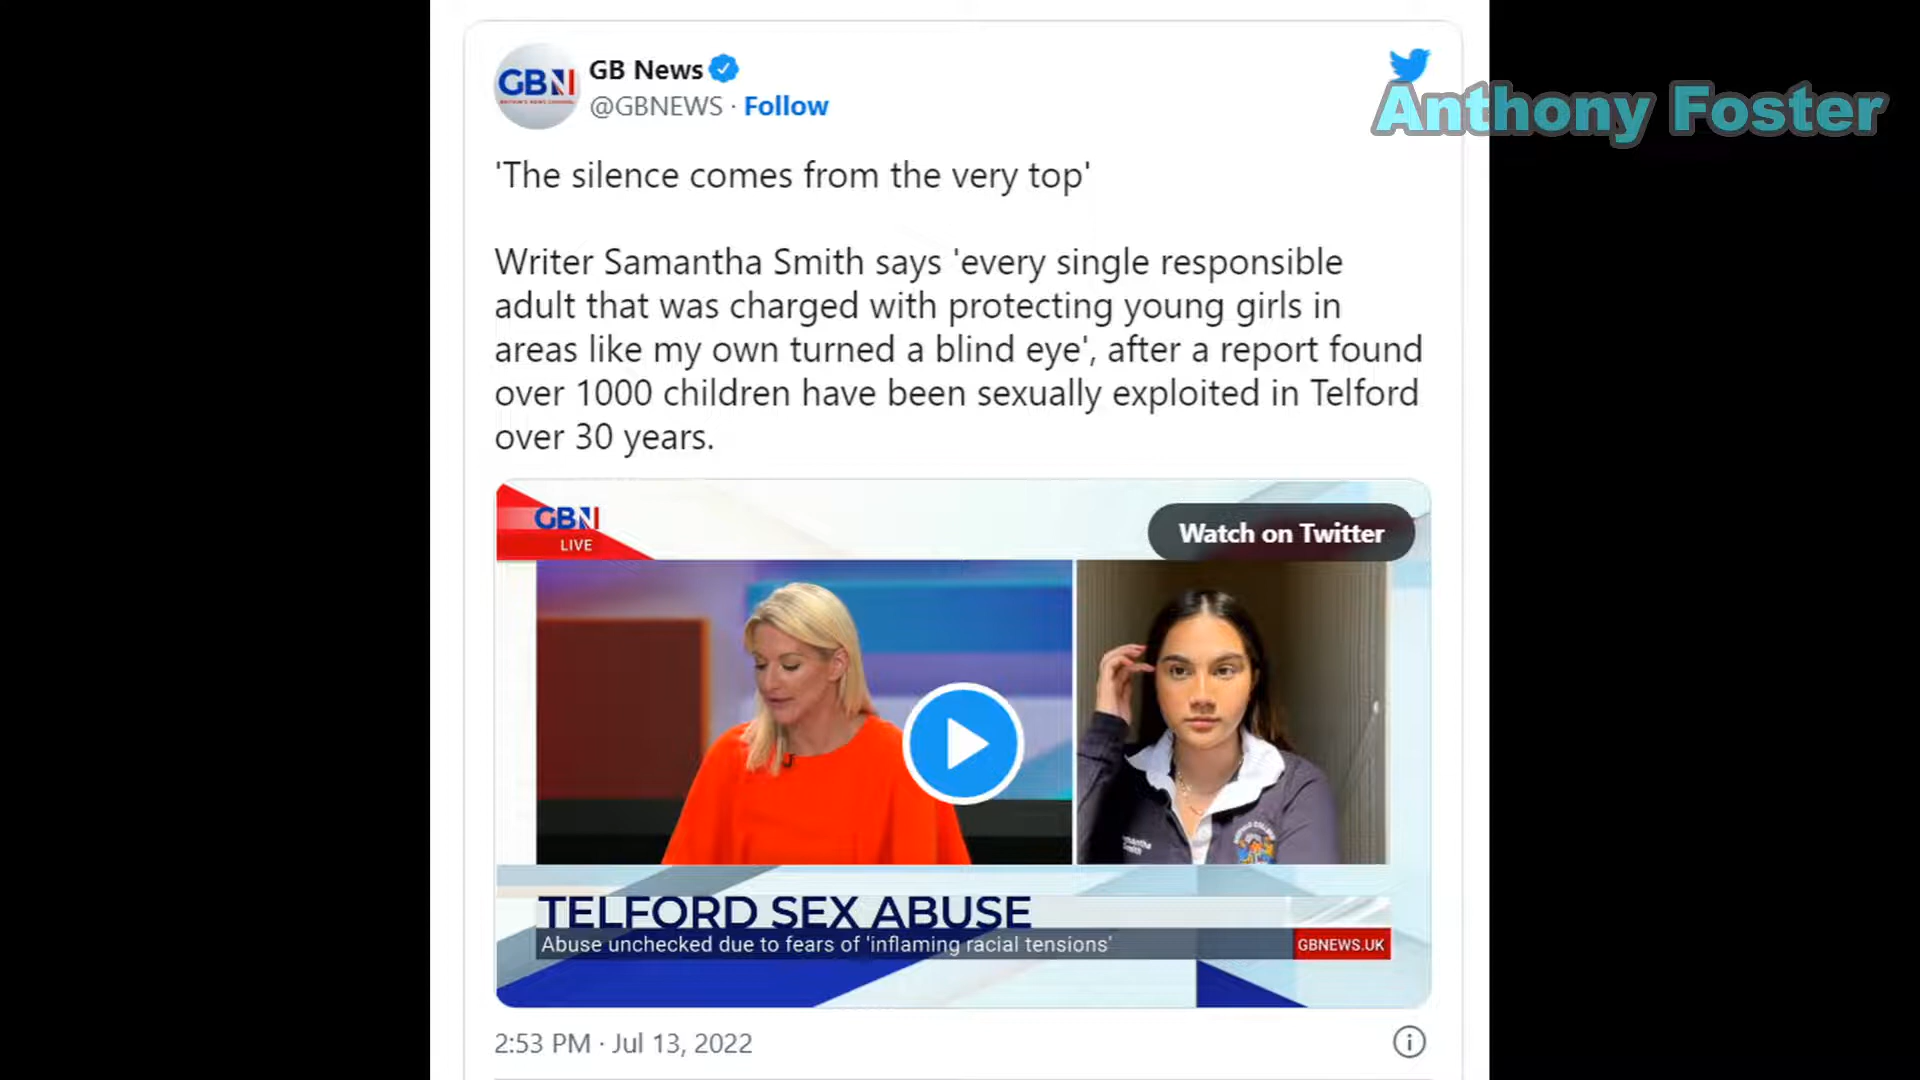 GBN
BRITAIN'S NEWS CHANNEL
GB News
@GBNEWS · Follow
Anthony Foster
'The silence comes from the very top'
Writer Samantha Smith says 'every single responsible
adult that was charged with protecting young girls in
areas like my own turned a blind eye', after a report found
over 1000 children have been sexually exploited in Telford
over 30 years.
GBN
LIVE
Watch on Twitter
TELFORD SEX ABUSE
Abuse unchecked due to fears of 'inflaming racial tensions'
GBNEWS.UK
2:53 PM · Jul 13, 2022